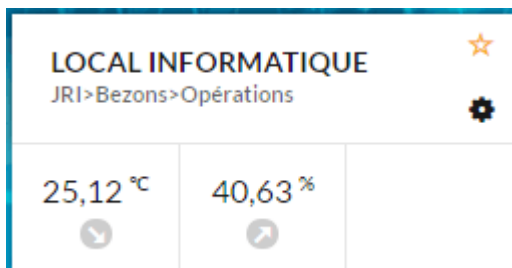 LOCAL INFORMATIQUE
JRI>Bezons>Opérations
25,12 °C 40,63 %